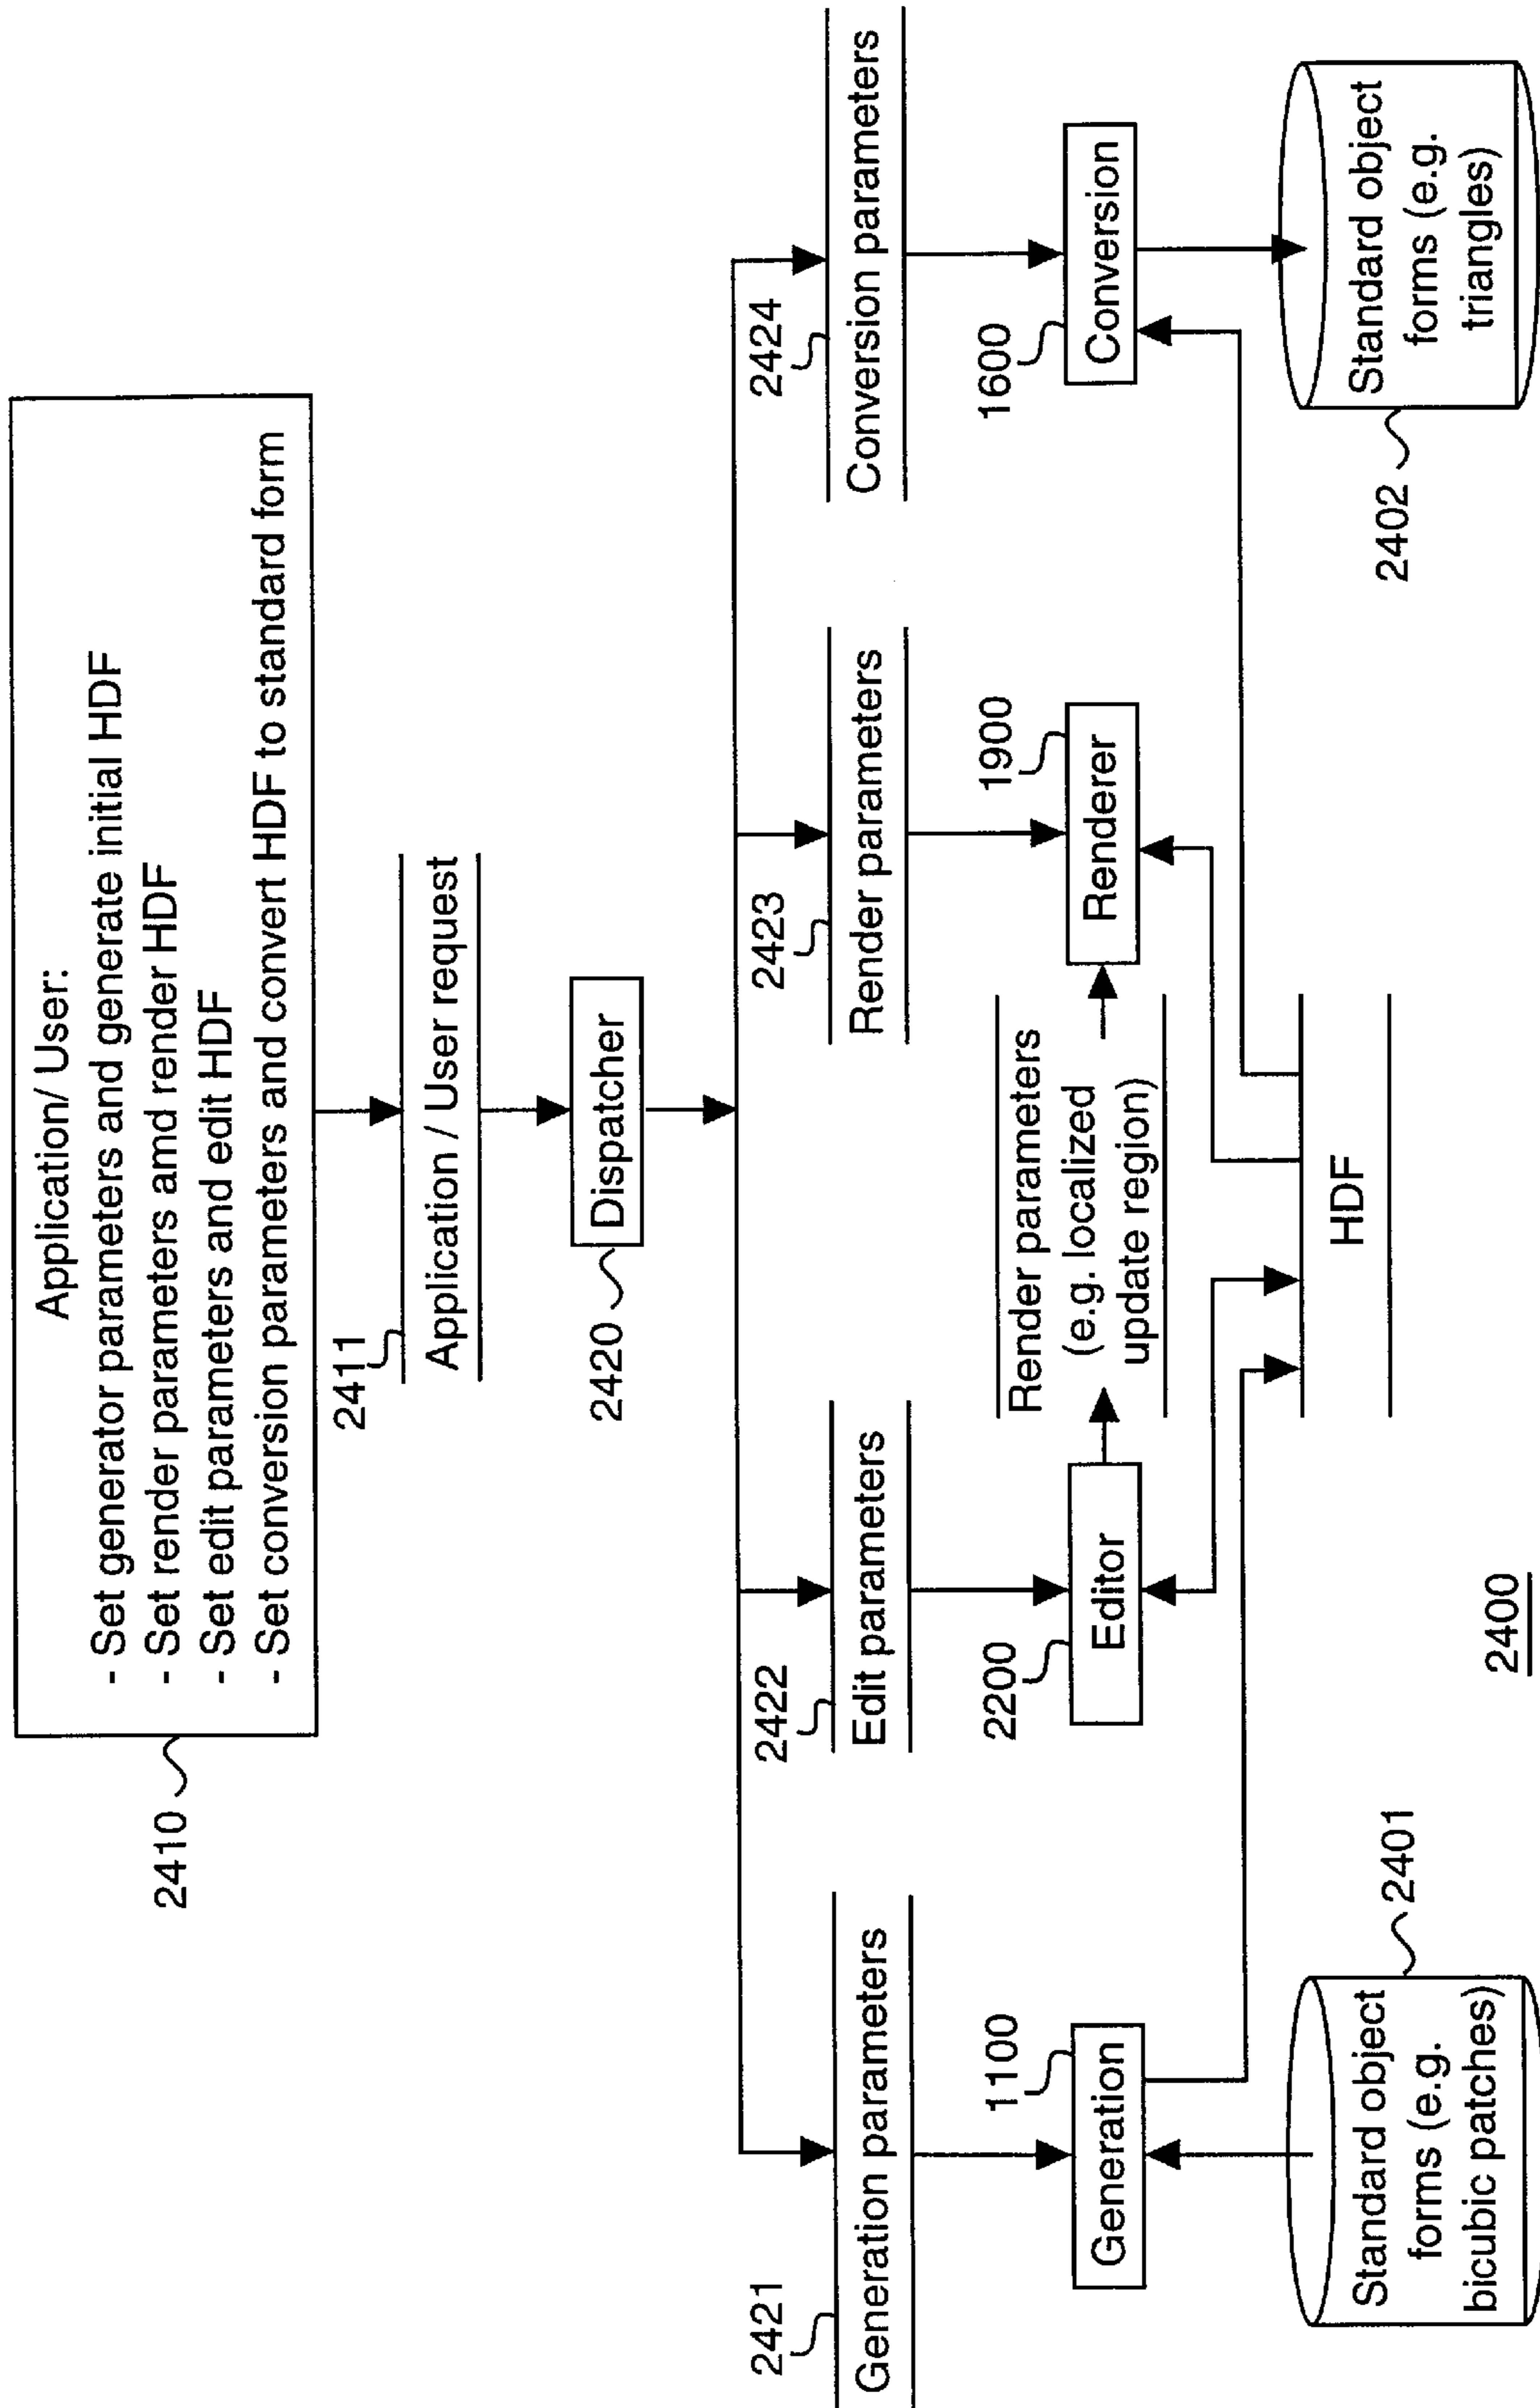 Application/ User:
- Set generator parameters and generate initial HDF
- Set render parameters amd render HDF
- Set edit parameters and edit HDF
- Set conversion parameters and convert HDF to standard form
2410
2411
Application / User request
2420
Dispatcher
2421
Generation parameters
2422
Edit parameters
2423
Render parameters
2424
Conversion parameters
1100
Generation
2200
Editor
Render parameters
(e.g. localized
update region)
1900
Renderer
1600
Conversion
Standard object
forms (e.g.
bicubic patches)
2401
HDF
2402
Standard object
forms (e.g.
triangles)
2400